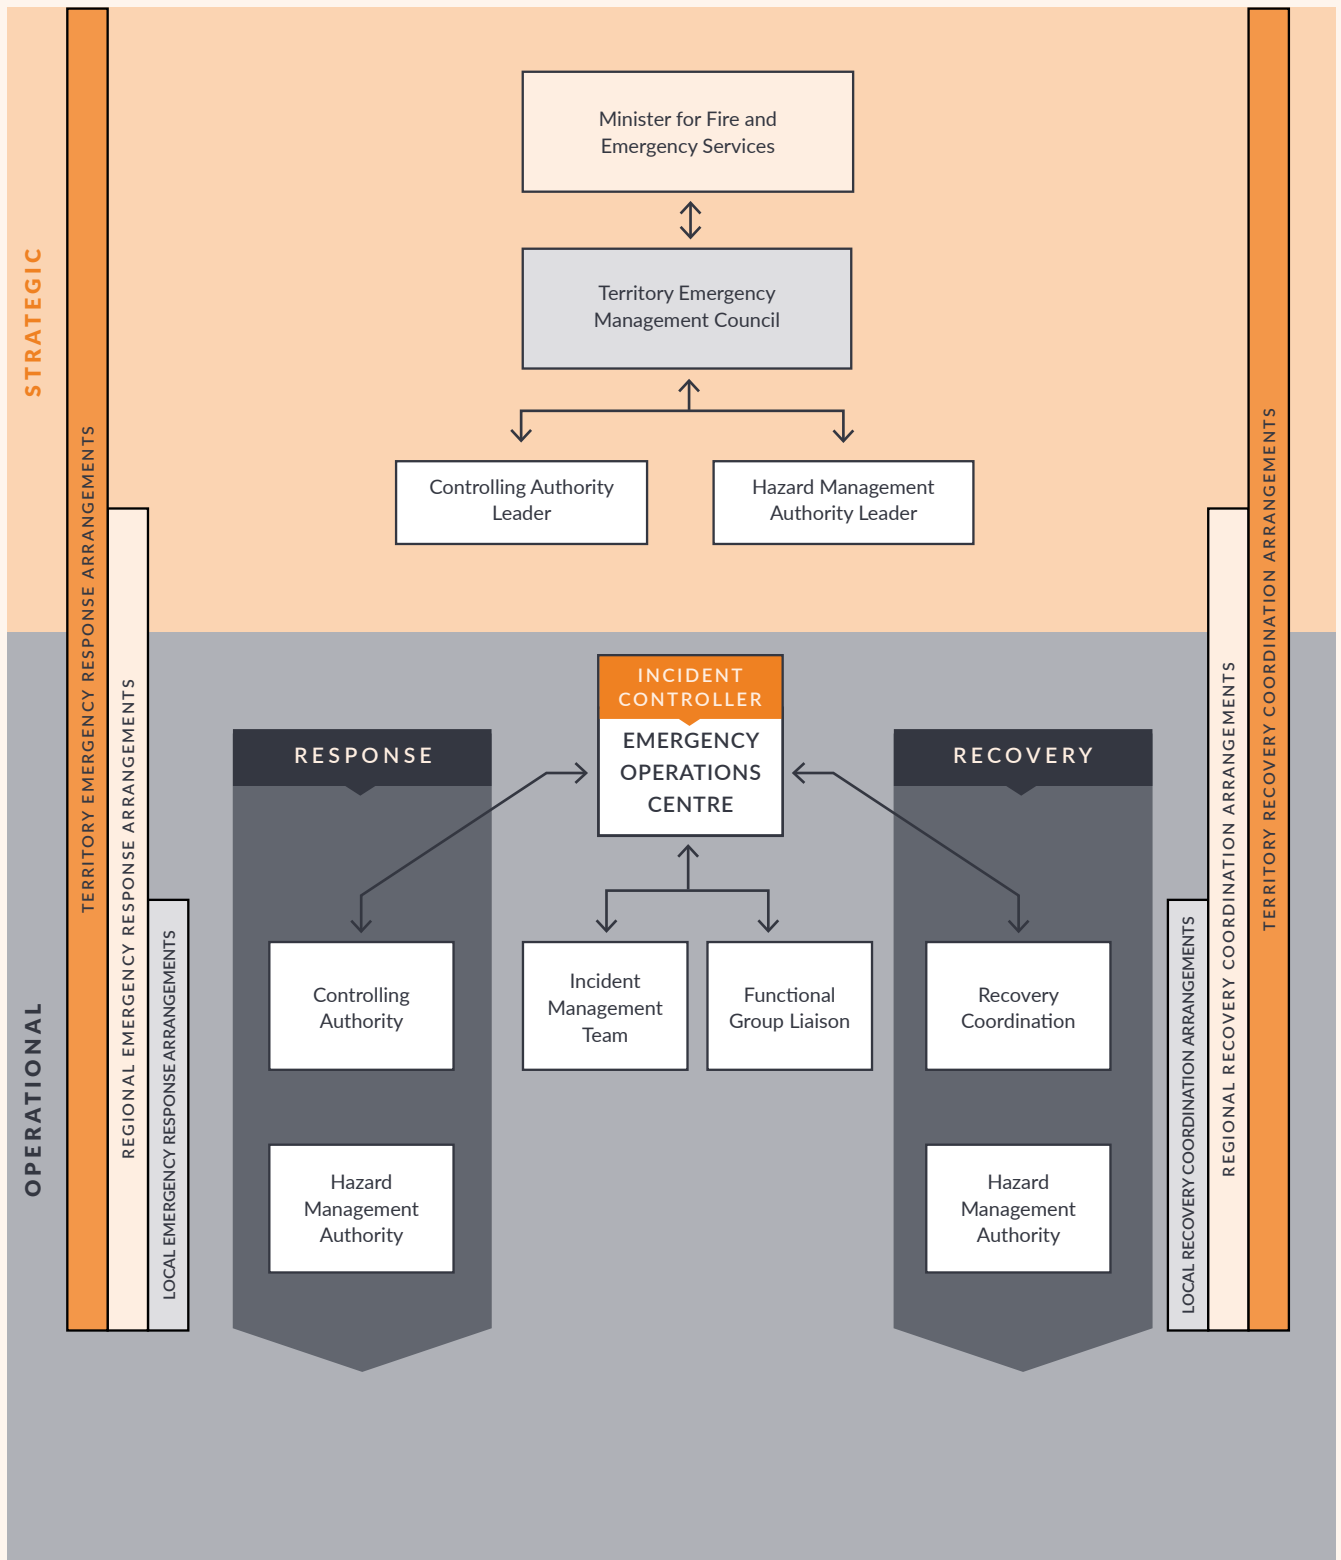 STRATEGIC
OPERATIONAL
TERRITORY EMERGENCY RESPONSE ARRANGEMENTS
REGIONAL EMERGENCY RESPONSE ARRANGEMENTS
LOCAL EMERGENCY RESPONSE ARRANGEMENTS
Minister for Fire and
Emergency Services
Territory Emergency
Management Council
Controlling Authority
Leader
Hazard Management
Authority Leader
INCIDENT
CONTROLLER
EMERGENCY
OPERATIONS
CENTRE
RESPONSE
Controlling
Authority
Hazard
Management
Authority
Incident
Management
Team
Functional
Group Liaison
RECOVERY
Recovery
Coordination
Hazard
Management
Authority
LOCAL RECOVERY COORDINATION ARRANGEMENTS
REGIONAL RECOVERY COORDINATION ARRANGEMENTS
TERRITORY RECOVERY COORDINATION ARRANGEMENTS